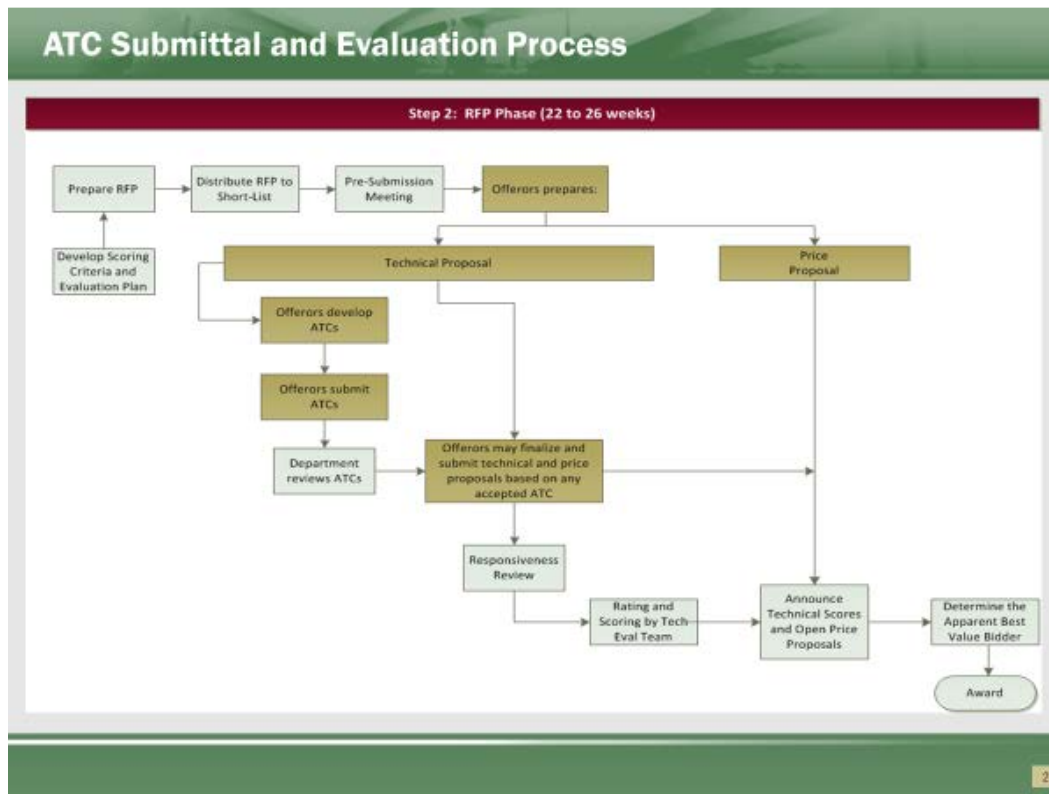 ATC Submittal and Evaluation Process
Step 2:  RFP Phase (22 to 26 weeks)
Prepare RFP
Distribute RFP to
Short-List
Pre-Submission
Meeting
Offerors prepares:
Develop Scoring
Criteria and
Evaluation Plan
Technical Proposal
Price
Proposal
Offerors develop
ATCs
Offerors submit
ATCs
Department
reviews ATCs
Offerors may finalize and
submit technical and price
proposals based on any
accepted ATC
Responsiveness
Review
Rating and
Scoring by Tech
Eval Team
Announce
Technical Scores
and Open Price
Proposals
Determine the
Apparent Best
Value Bidder
Award
2